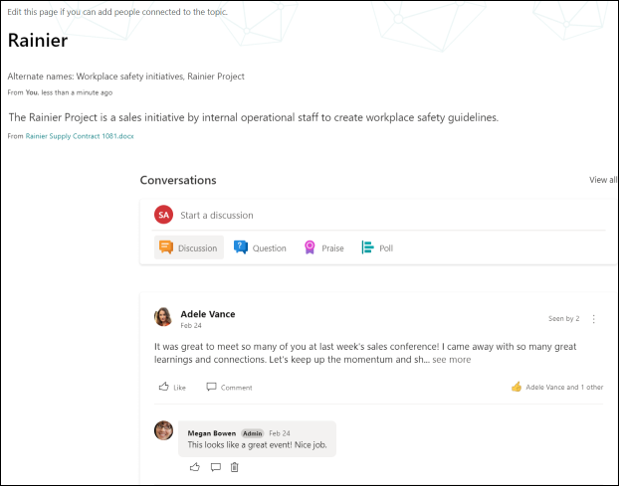 Edit this page if you can add people connected to the topic.
Rainier
Alternate names: Workplace safety initiatives, Rainier Project
From You, less than a minute ago
The Rainier Project is a sales initiative by internal operational staff to create workplace safety guidelines.
From Rainier Supply Contract 1081.docx
Conversations
View all
SA Start a discussion
Discussion Question Praise Poll
Adele Vance
Feb 24
Seen by 2
It was great to meet so many of you at last week's sales conference! I came away with so many great
learnings and connections. Let's keep up the momentum and sh... see more
Like Comment Adele Vance and 1 other
Megan Bowen Admin Feb 24
This looks like a great event! Nice job.